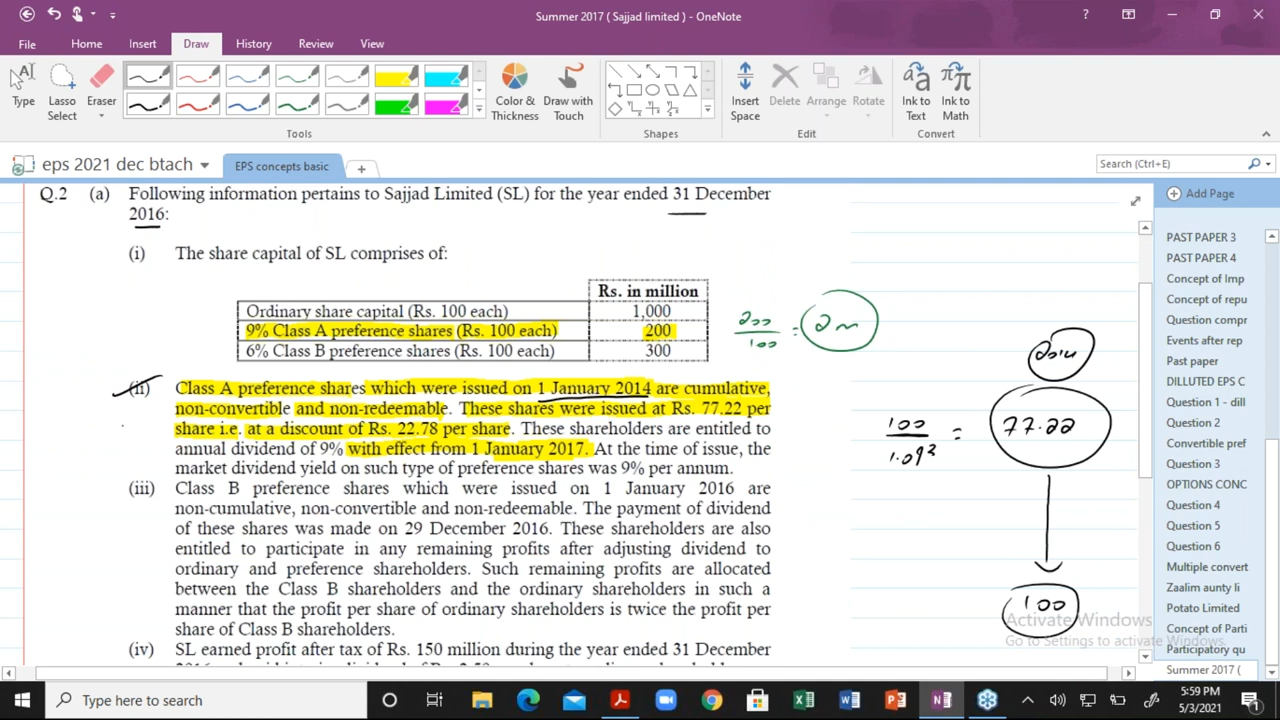 Summer 2017 ( Sajjad limited ) - OneNote
File Home Insert Draw History Review View
Type
Lasso Select
Eraser
Color & Thickness
Draw with Touch
Insert Space
Delete
Arrange
Rotate
Ink to Text
Ink to Math
Tools
Shapes
Edit
Convert
eps 2021 dec btach
EPS concepts basic
Search (Ctrl+E)
Add Page
Q.2 (a) Following information pertains to Sajjad Limited (SL) for the year ended 31 December
2016:
(i) The share capital of SL comprises of:
Rs. in million
Ordinary share capital (Rs. 100 each) 1,000
9% Class A preference shares (Rs. 100 each) 200
6% Class B preference shares (Rs. 100 each) 300
200
100
= 2m
(ii) Class A preference shares which were issued on 1 January 2014 are cumulative,
non-convertible and non-redeemable. These shares were issued at Rs. 77.22 per
share i.e. at a discount of Rs. 22.78 per share. These shareholders are entitled to
annual dividend of 9% with effect from 1 January 2017. At the time of issue, the
market dividend yield on such type of preference shares was 9% per annum.
(iii) Class B preference shares which were issued on 1 January 2016 are
non-cumulative, non-convertible and non-redeemable. The payment of dividend
of these shares was made on 29 December 2016. These shareholders are also
entitled to participate in any remaining profits after adjusting dividend to
ordinary and preference shareholders. Such remaining profits are allocated
between the Class B shareholders and the ordinary shareholders in such a
manner that the profit per share of ordinary shareholders is twice the profit per
share of Class B shareholders.
(iv) SL earned profit after tax of Rs. 150 million during the year ended 31 December
2014
100
1.09³
= 77.22
100
Activate Windows
Go to Settings to activate Windows.
PAST PAPER 3
PAST PAPER 4
Concept of Imp
Concept of repu
Question compr
Events after rep
Past paper
DILLUTED EPS C
Question 1 - dill
Question 2
Convertible pref
Question 3
OPTIONS CONC
Question 4
Question 5
Question 6
Multiple convert
Zaalim aunty li
Potato Limited
Concept of Parti
Participatory qu
Summer 2017 (
Type here to search
5:59 PM
5/3/2021